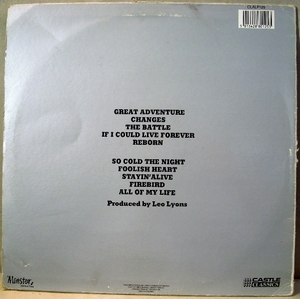 GREAT ADVENTURE
CHANGES
THE BATTLE
IF I COULD LIVE FOREVER
REBORN
SO COLD THE NIGHT
FOOLISH HEART
STAYIN' ALIVE
FIREBIRD
ALL OF MY LIFE
Produced by Leo Lyons
CASTLE
CLASSICS